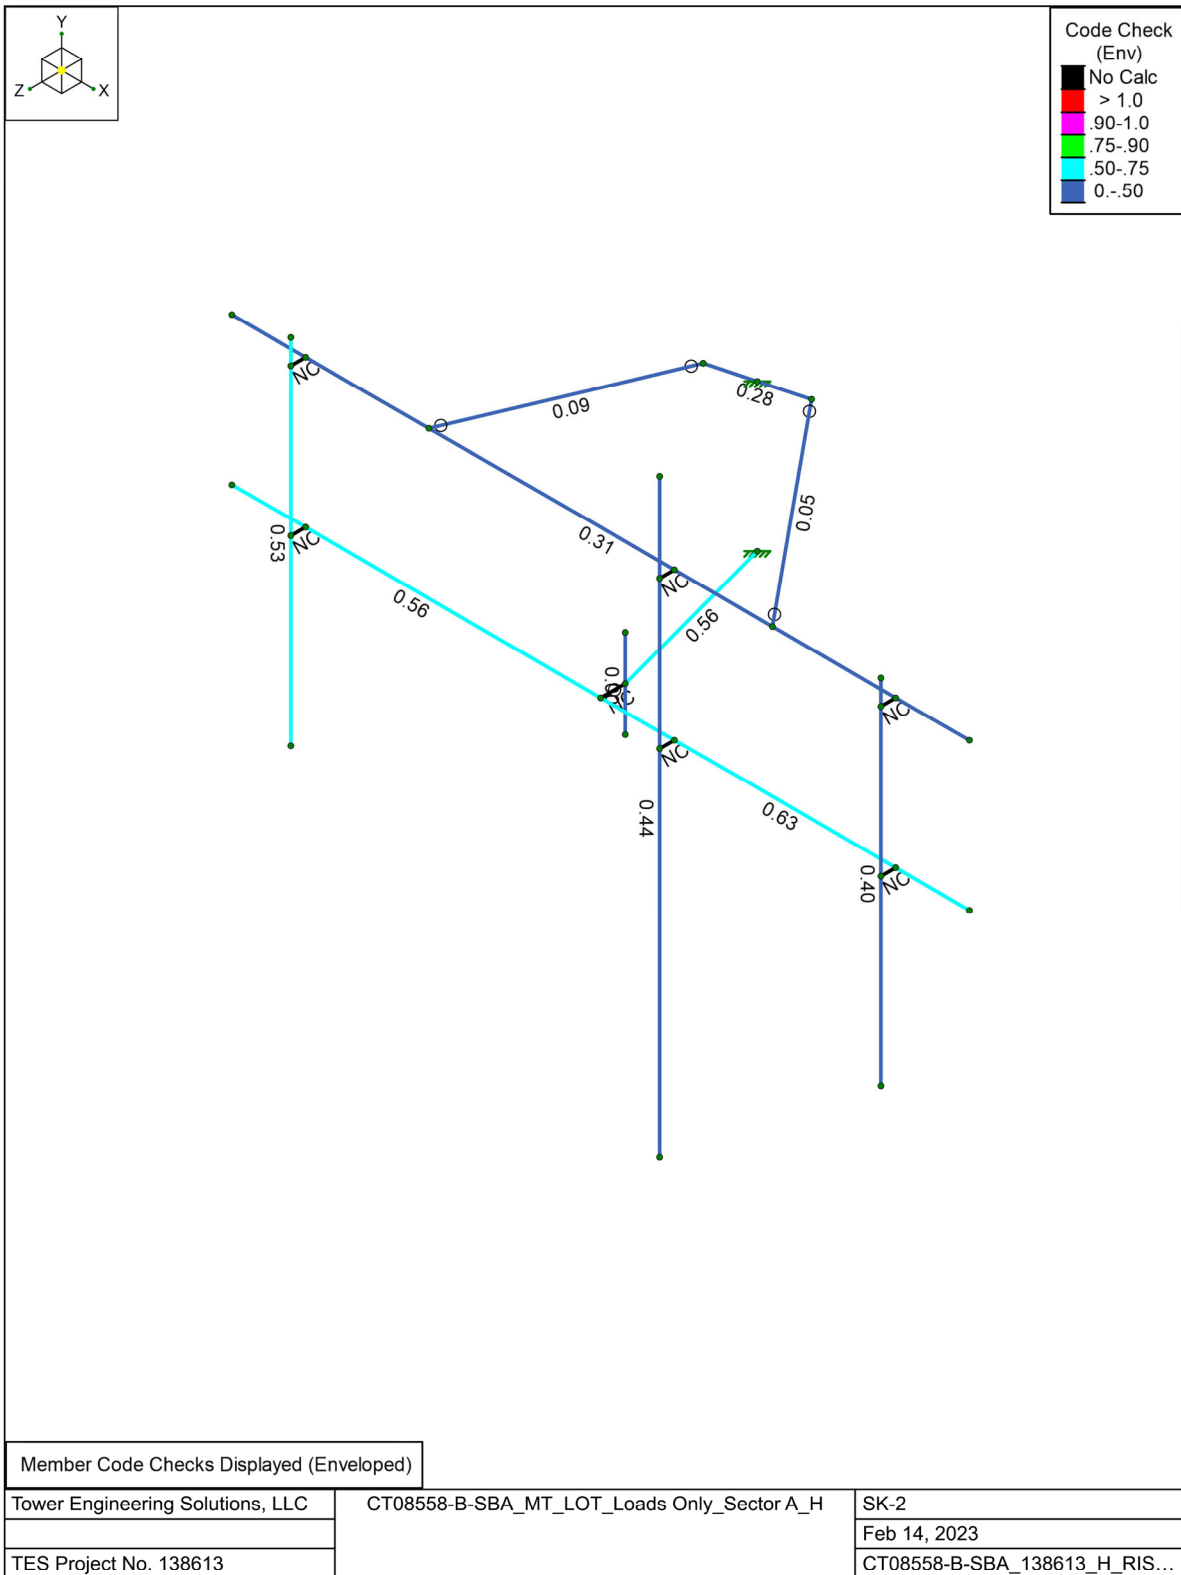 Y
Z
X
Code Check
(Env)
No Calc
> 1.0
.90-1.0
.75-.90
.50-.75
0.-.50
NC
0.09
0.28
0.05
0.53
NC
0.31
NC
0.56
0.56
NC
NC
0.44
0.63
0.40
NC
Member Code Checks Displayed (Enveloped)
Tower Engineering Solutions, LLC
CT08558-B-SBA_MT_LOT_Loads Only_Sector A_H
SK-2
Feb 14, 2023
TES Project No. 138613
CT08558-B-SBA_138613_H_RIS...